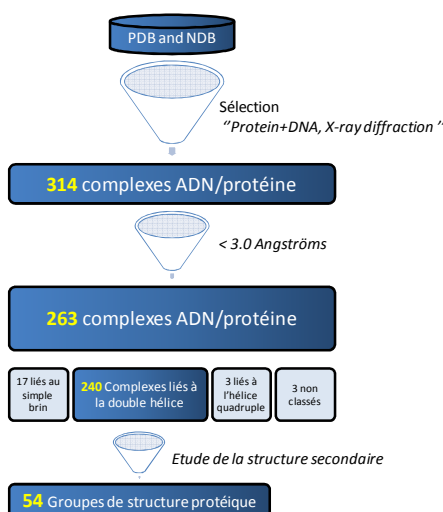 PDB and NDB
Sélection
“Protein+DNA, X-ray diffraction ”
314 complexes ADN/protéine
< 3.0 Angströms
263 complexes ADN/protéine
17 liés au
simple
brin
240 Complexes liés à
la double hélice
3 liés à
l’hélice
quadruple
3 non
classés
Etude de la structure secondaire
54 Groupes de structure protéique